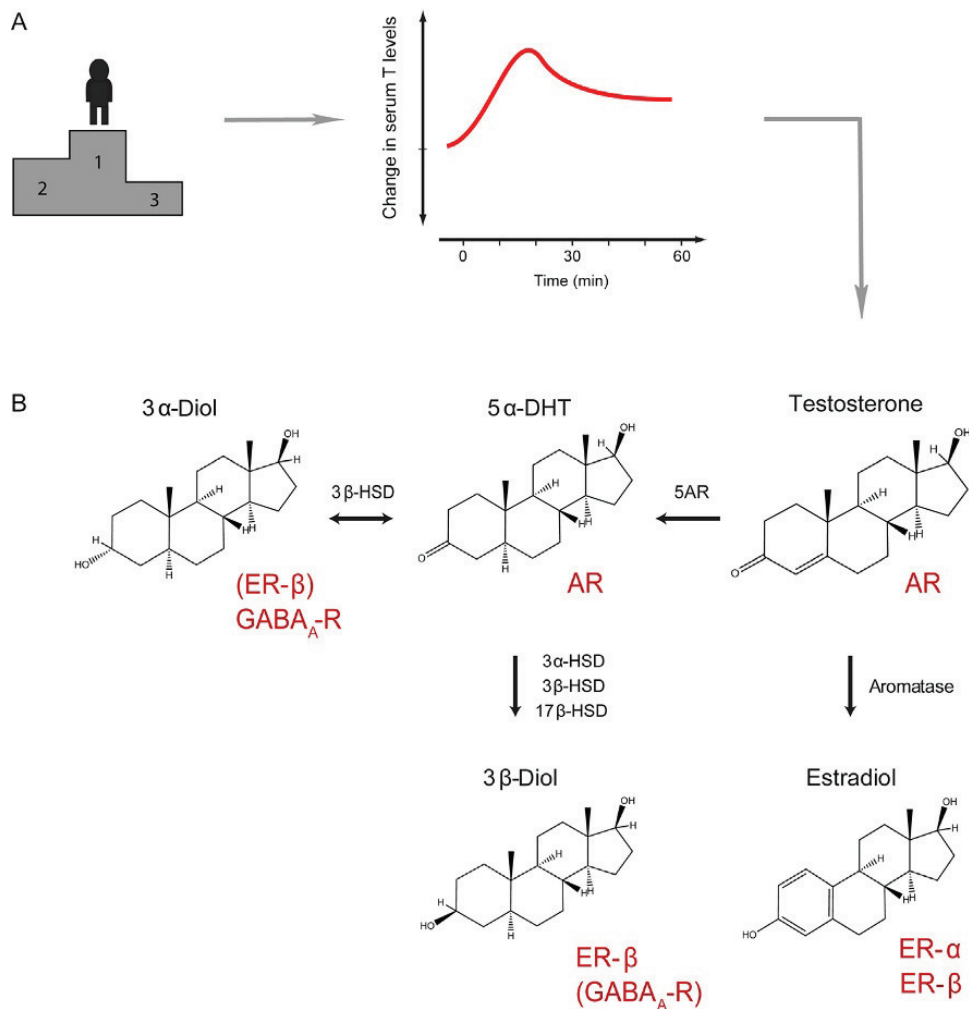 A
1
2
3
Change in serum T levels
0
30
60
Time (min)
B
3α-Diol
5α-DHT
Testosterone
OH
OH
OH
H
H
H
3β-HSD
5AR
H
H
H
H
H
H
H
H
H
H
HO
H
O
H
O
(ER-β)
GABA_A-R
AR
AR
3α-HSD
3β-HSD
17β-HSD
Aromatase
3β-Diol
Estradiol
OH
OH
H
H
H
H
H
H
H
H
H
HO
H
HO
ER-β
(GABA_A-R)
ER-α
ER-β